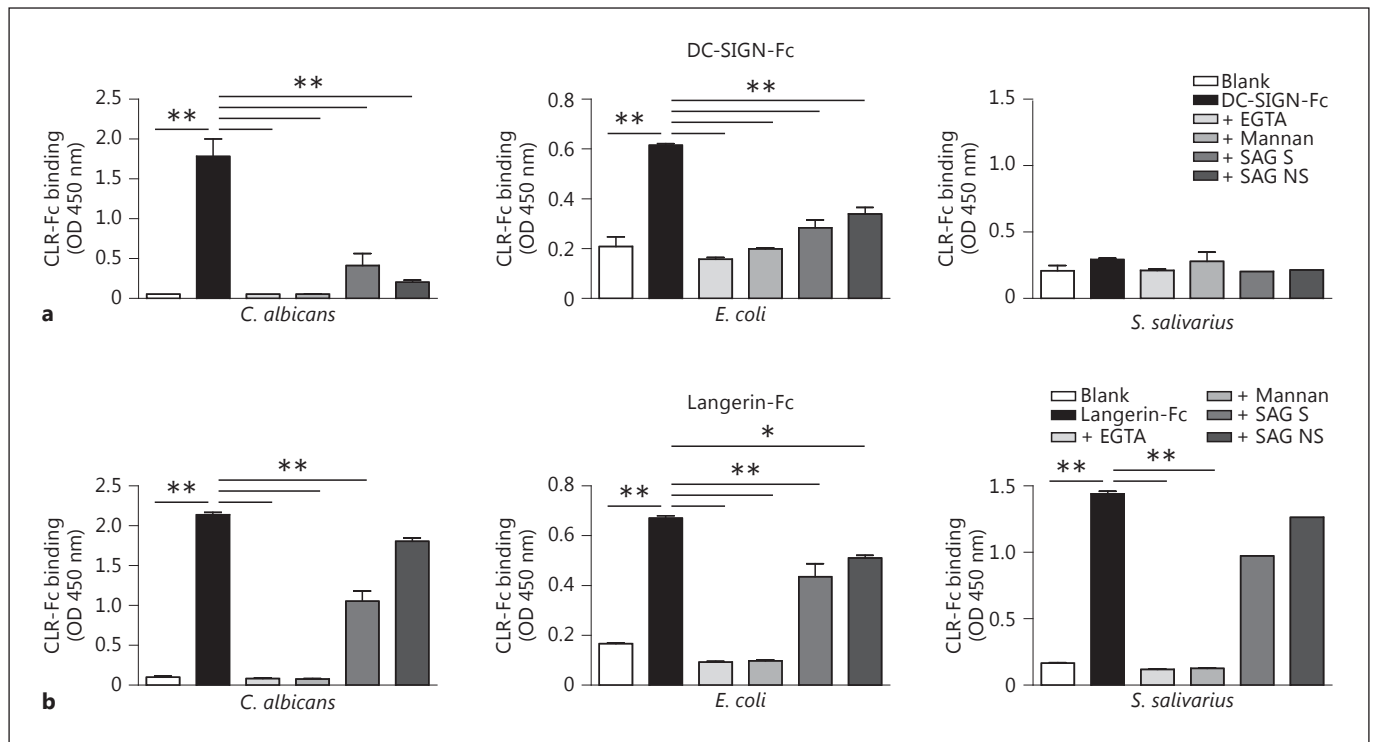 DC-SIGN-Fc
CLR-Fc binding
(OD 450 nm)
2.5
2.0
1.5
1.0
0.5
0
**
**
C. albicans
CLR-Fc binding
(OD 450 nm)
0.8
0.6
0.4
0.2
0
**
**
E. coli
CLR-Fc binding
(OD 450 nm)
1.5
1.0
0.5
0
S. salivarius
Blank
DC-SIGN-Fc
+ EGTA
+ Mannan
+ SAG S
+ SAG NS
a
Langerin-Fc
CLR-Fc binding
(OD 450 nm)
2.5
2.0
1.5
1.0
0.5
0
**
**
C. albicans
CLR-Fc binding
(OD 450 nm)
0.8
0.6
0.4
0.2
0
**
**
*
E. coli
Blank
Langerin-Fc
+ EGTA
+ Mannan
+ SAG S
+ SAG NS
CLR-Fc binding
(OD 450 nm)
1.5
1.0
0.5
0
**
**
S. salivarius
b